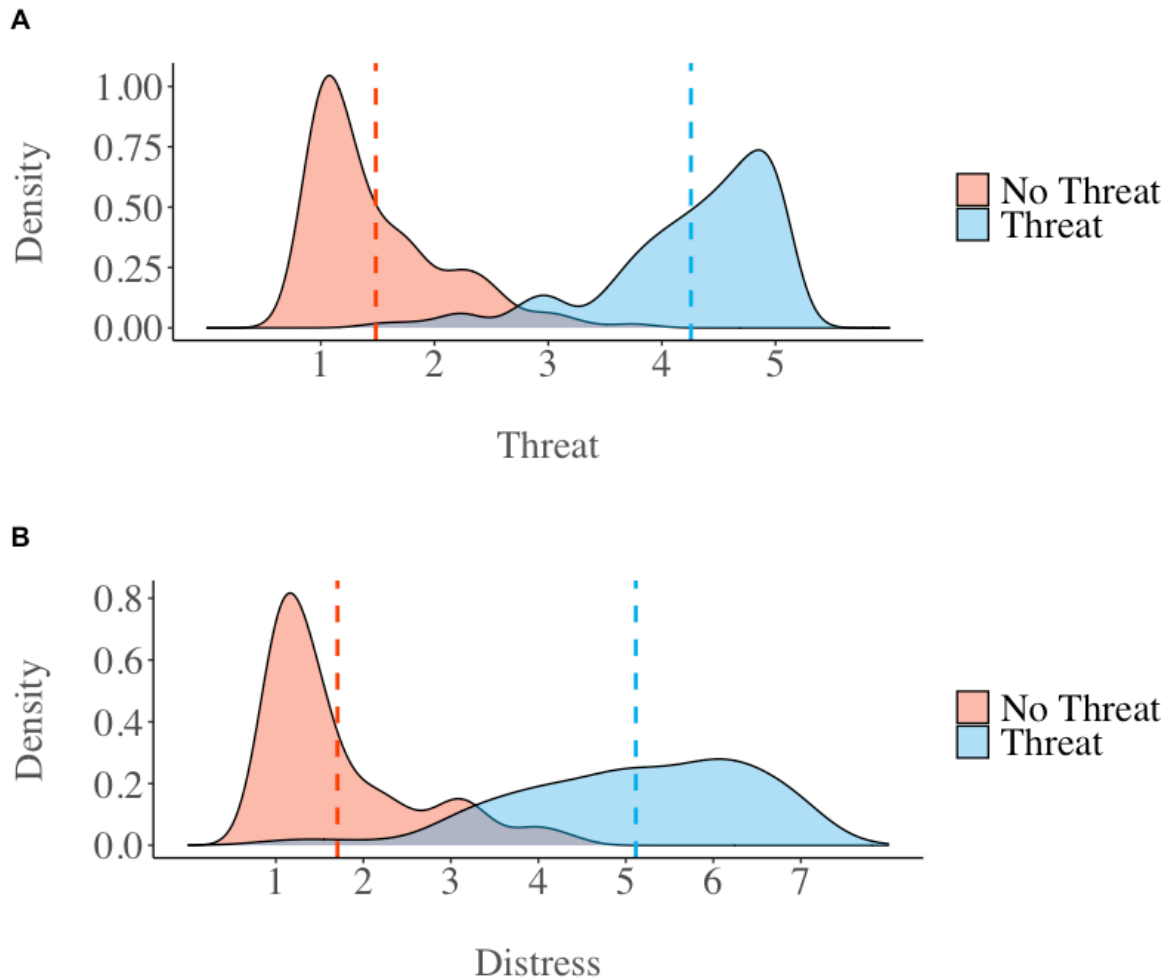 A
Density
1.00
0.75
0.50
0.25
0.00
1 2 3 4 5
Threat
No Threat
Threat
B
Density
0.8
0.6
0.4
0.2
0.0
1 2 3 4 5 6 7
Distress
No Threat
Threat